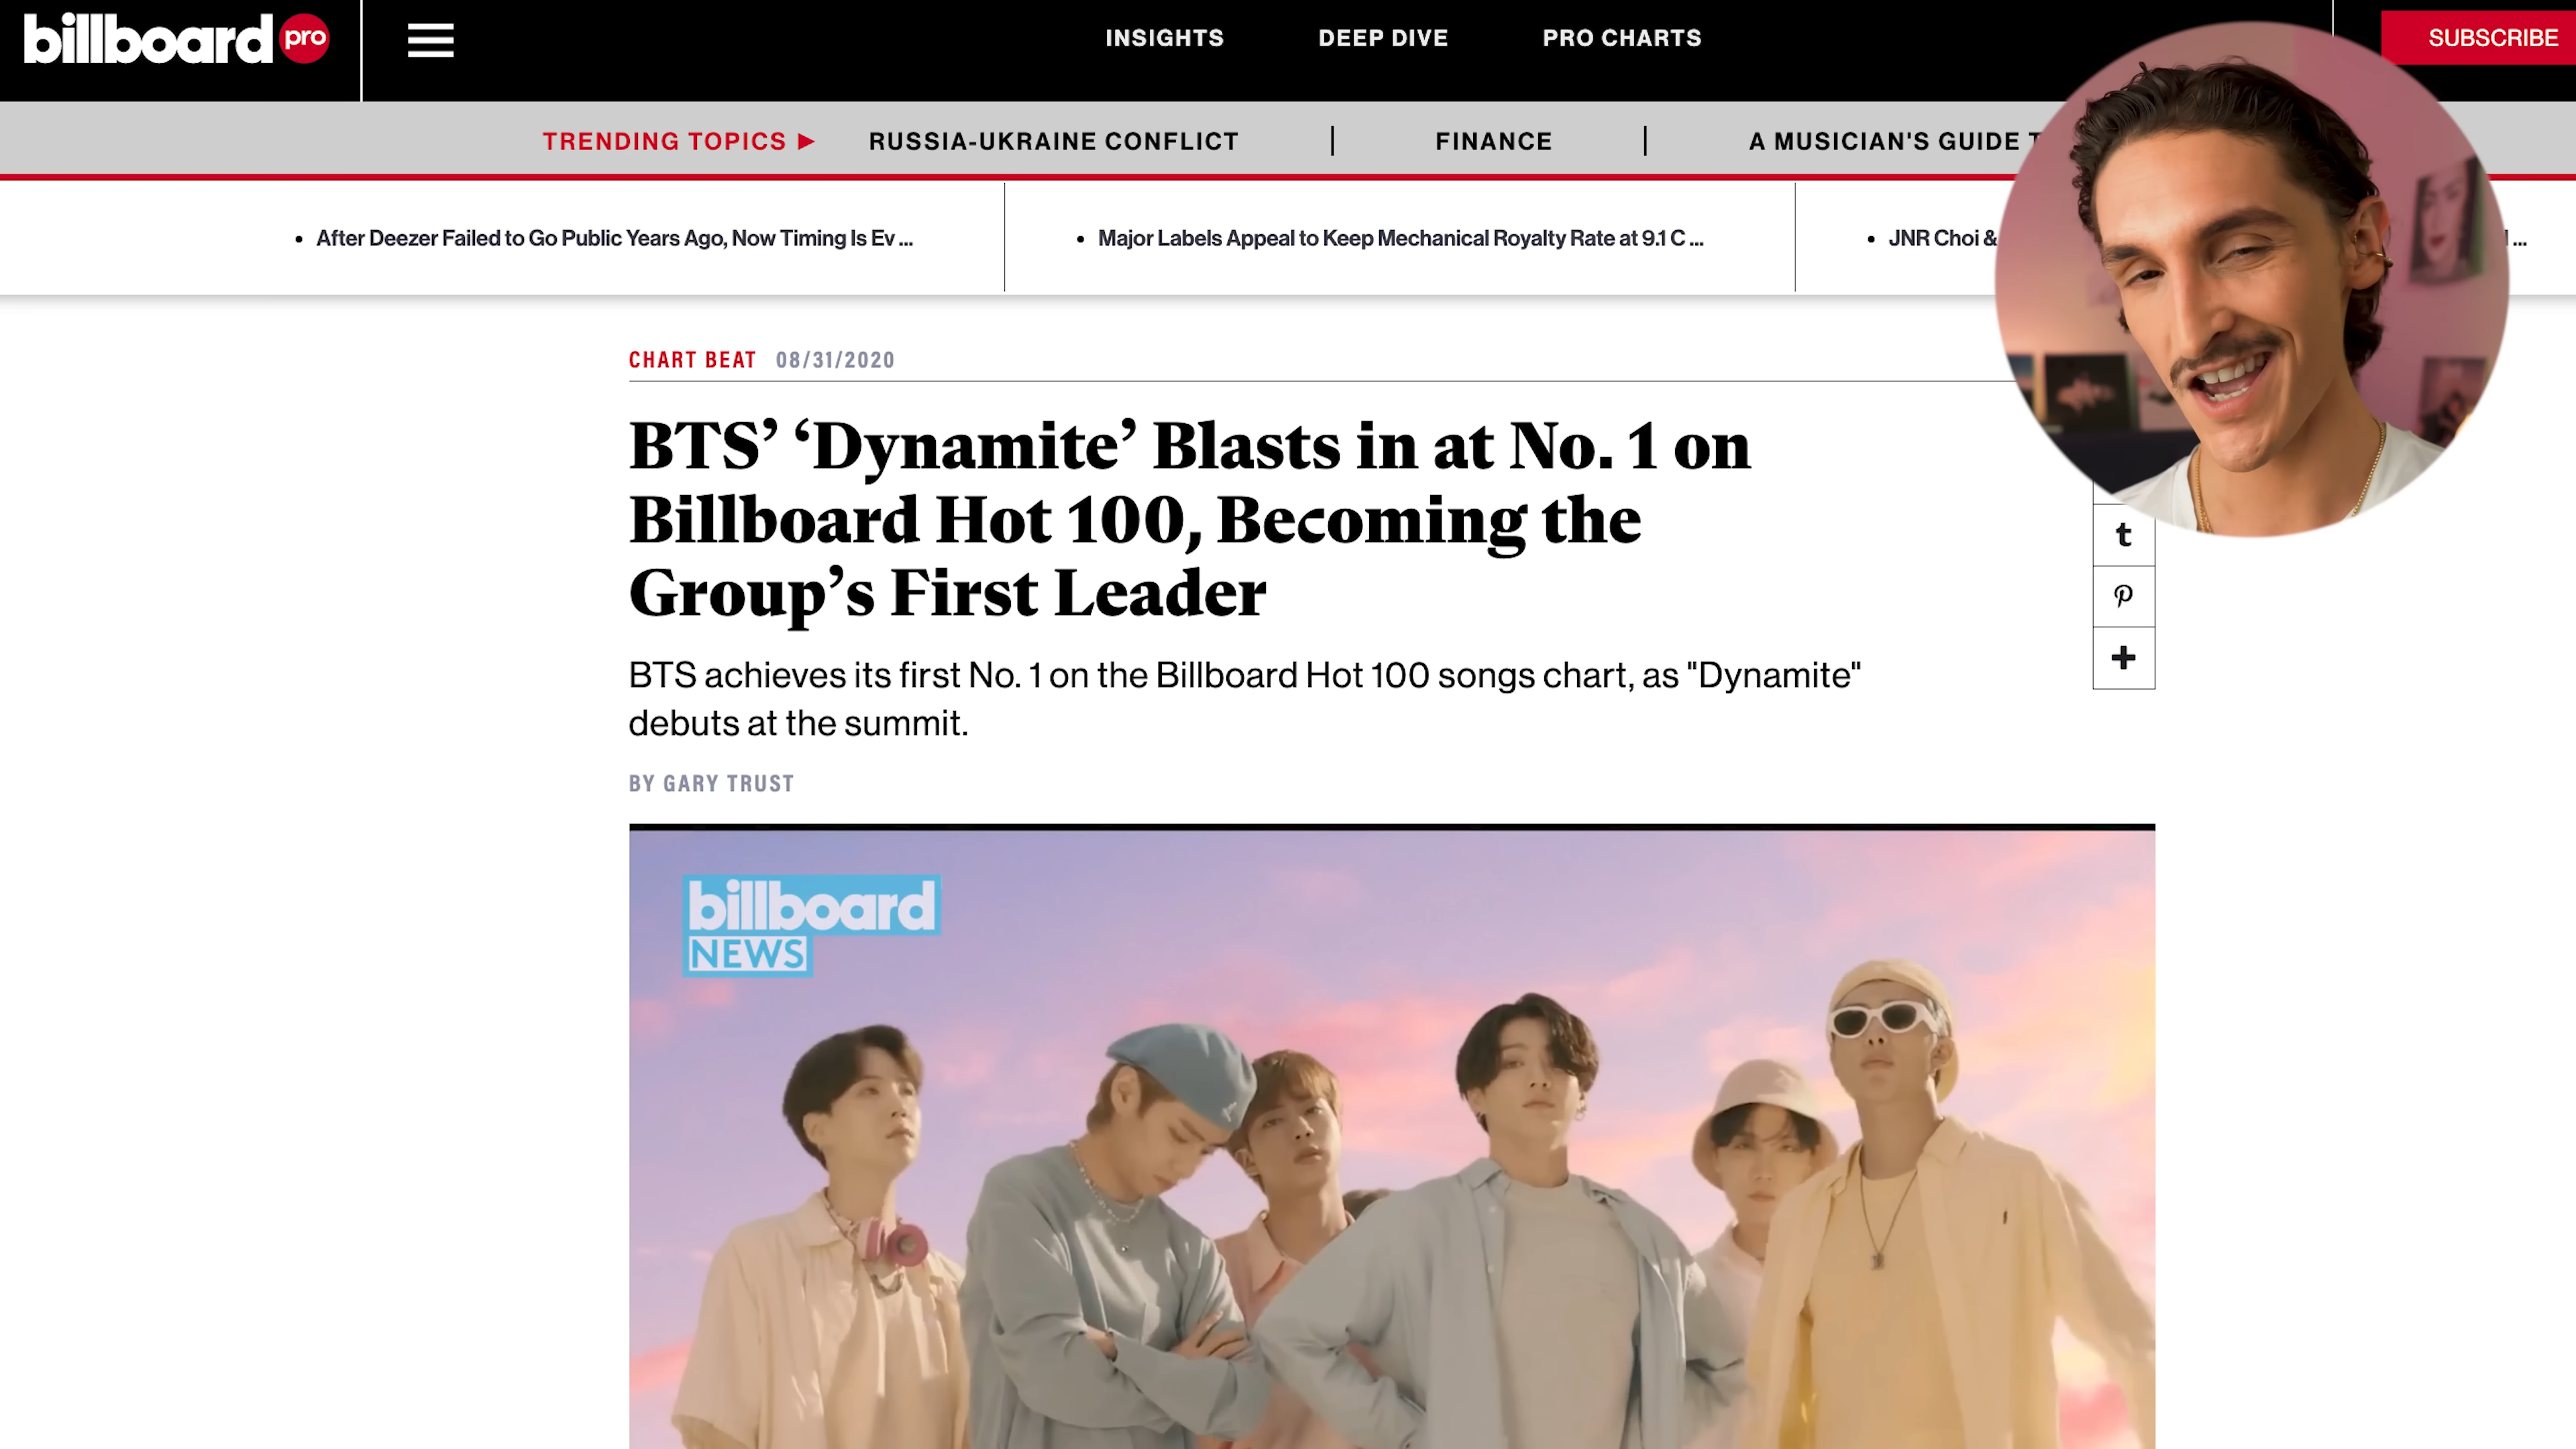 billboard pro
INSIGHTS
DEEP DIVE
PRO CHARTS
SUBSCRIBE
TRENDING TOPICS ▶
RUSSIA-UKRAINE CONFLICT
FINANCE
A MUSICIAN'S GUIDE
• After Deezer Failed to Go Public Years Ago, Now Timing Is Ev ...
• Major Labels Appeal to Keep Mechanical Royalty Rate at 9.1 C ...
• JNR Choi &
...
CHART BEAT 08/31/2020
BTS’ ‘Dynamite’ Blasts in at No. 1 on
Billboard Hot 100, Becoming the
Group’s First Leader
BTS achieves its first No. 1 on the Billboard Hot 100 songs chart, as "Dynamite"
debuts at the summit.
BY GARY TRUST
billboard
NEWS